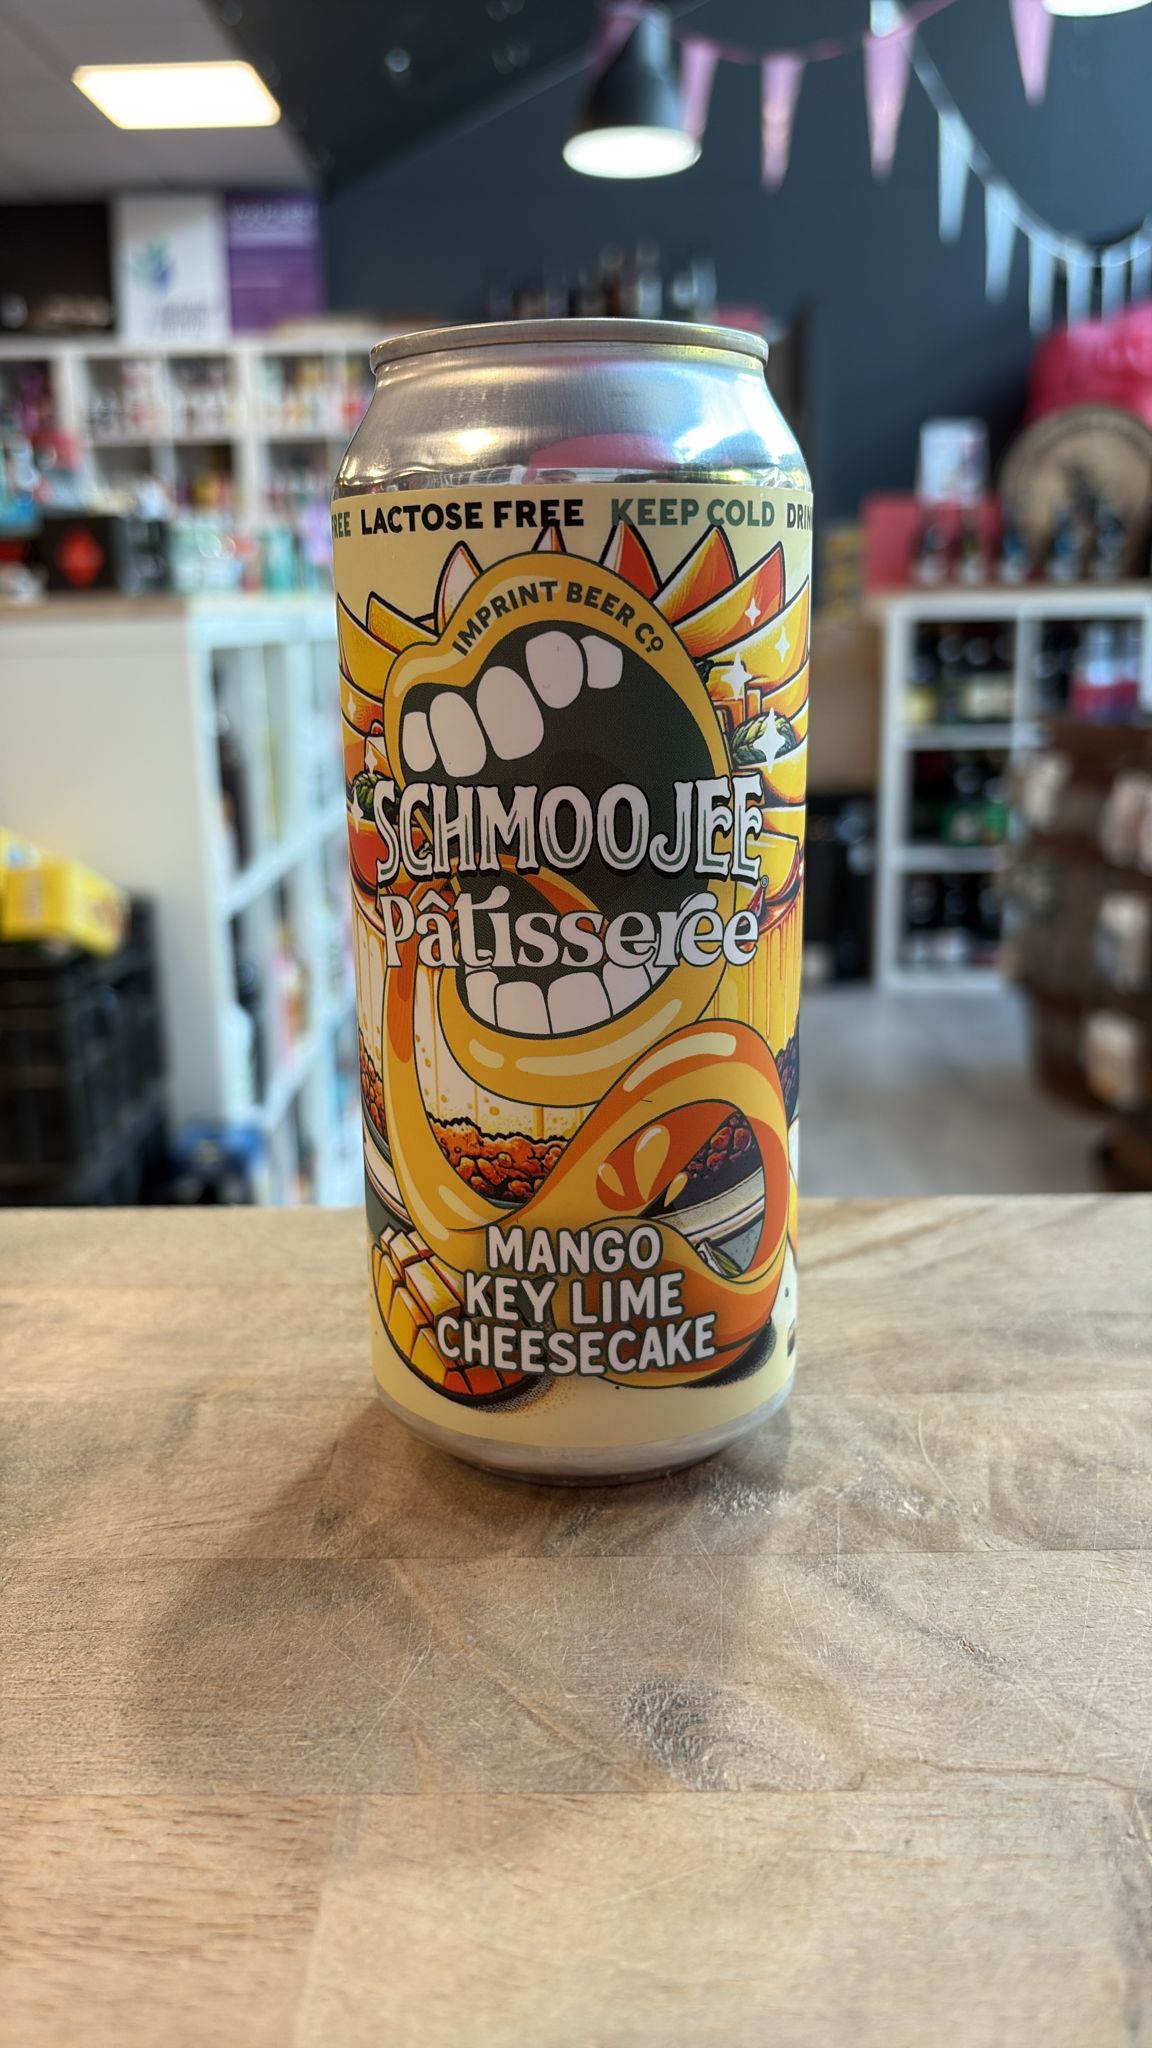 LACTOSE FREE KEEP COLD
IMPRINT BEER CO
SCHMOOJEE
Pâtisseree
MANGO
KEY LIME
CHEESECAKE